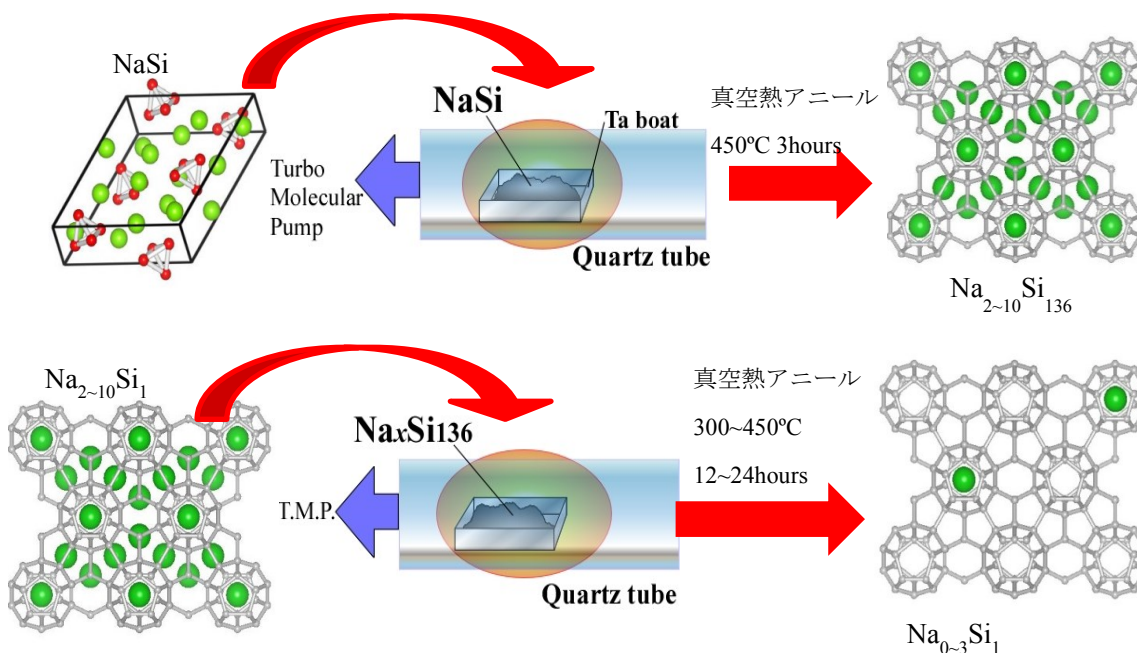 NaSi
NaSi
Ta boat
Turbo
Molecular
Pump
Quartz tube
真空熱アニール
450ºC 3hours
Na2~10Si136
Na2~10Si1
NaxSi136
T.M.P.
Quartz tube
真空熱アニール
300~450ºC
12~24hours
Na0~3Si1